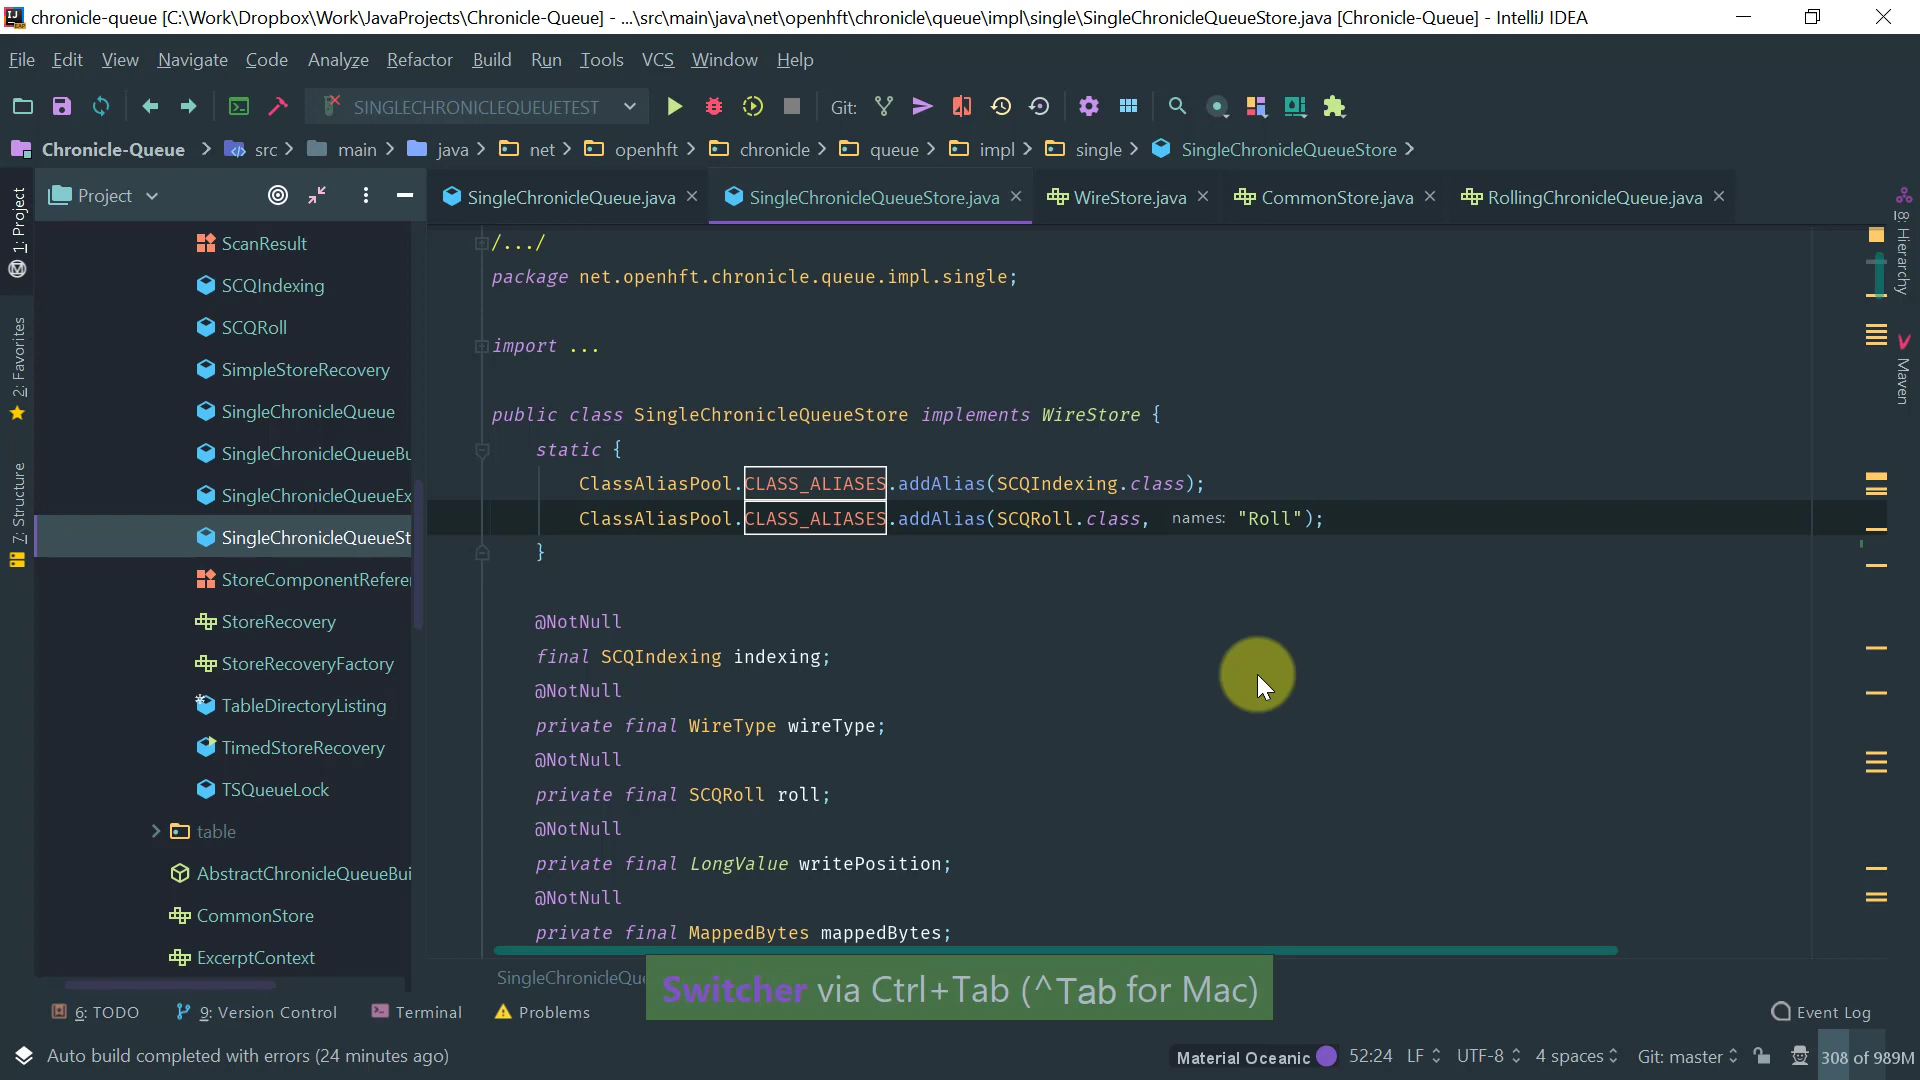 chronicle-queue [C:\Work\Dropbox\Work\JavaProjects\Chronicle-Queue] - ...\src\main\java\net\openhft\chronicle\queue\impl\single\SingleChronicleQueueStore.java [Chronicle-Queue] - IntelliJ IDEA
File Edit View Navigate Code Analyze Refactor Build Run Tools VCS Window Help
SINGLECHRONICLEQUEUETEST Git:
Chronicle-Queue src main java net openhft chronicle queue impl single SingleChronicleQueueStore
1: Project
2: Favorites
7: Structure
Project
ScanResult
SCQIndexing
SCQRoll
SimpleStoreRecovery
SingleChronicleQueue
SingleChronicleQueueBu
SingleChronicleQueueEx
SingleChronicleQueueSt
StoreComponentReferer
StoreRecovery
StoreRecoveryFactory
TableDirectoryListing
TimedStoreRecovery
TSQueueLock
table
AbstractChronicleQueueBui
CommonStore
ExcerptContext
SingleChronicleQueue.java SingleChronicleQueueStore.java WireStore.java CommonStore.java RollingChronicleQueue.java
/.../
package net.openhft.chronicle.queue.impl.single;
import ...
public class SingleChronicleQueueStore implements WireStore {
static {
ClassAliasPool.CLASS_ALIASES.addAlias(SCQIndexing.class);
ClassAliasPool.CLASS_ALIASES.addAlias(SCQRoll.class, names: "Roll");
}
@NotNull
final SCQIndexing indexing;
@NotNull
private final WireType wireType;
@NotNull
private final SCQRoll roll;
@NotNull
private final LongValue writePosition;
@NotNull
private final MappedBytes mappedBytes;
8: Hierarchy
Maven
SingleChronicleQue
Switcher via Ctrl+Tab (^Tab for Mac)
6: TODO 9: Version Control Terminal Problems Event Log
Auto build completed with errors (24 minutes ago) Material Oceanic 52:24 LF UTF-8 4 spaces Git: master 308 of 989M